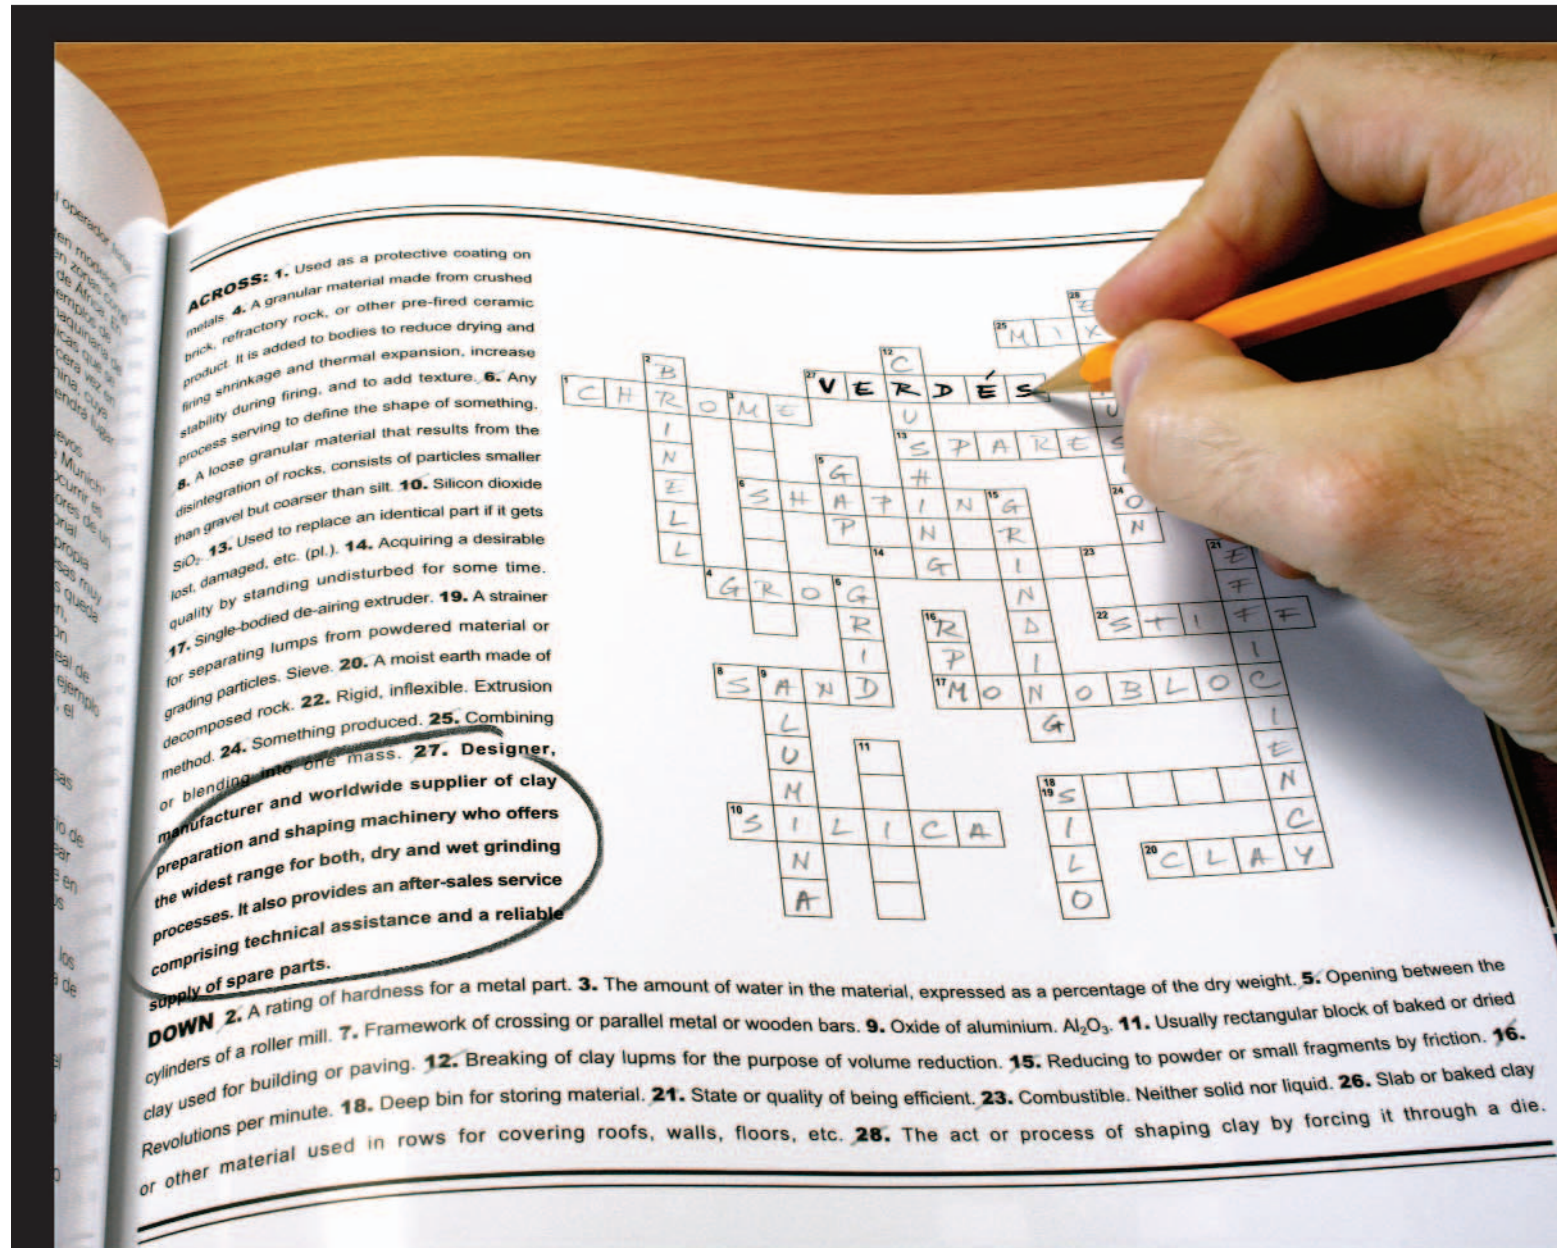 ACROSS: 1. Used as a protective coating on
metals. 4. A granular material made from crushed
brick, refractory rock, or other pre-fired ceramic
product. It is added to bodies to reduce drying and
firing shrinkage and thermal expansion, increase
stability during firing, and to add texture. 6. Any
process serving to define the shape of something.
8. A loose granular material that results from the
disintegration of rocks, consists of particles smaller
than gravel but coarser than silt. 10. Silicon dioxide
SiO₂. 13. Used to replace an identical part if it gets
lost, damaged, etc. (pl.). 14. Acquiring a desirable
quality by standing undisturbed for some time.
17. Single-bodied de-airing extruder. 19. A strainer
for separating lumps from powdered material or
grading particles. Sieve. 20. A moist earth made of
decomposed rock. 22. Rigid, inflexible. Extrusion
method. 24. Something produced. 25. Combining
or blending into one mass. 27. Designer,
manufacturer and worldwide supplier of clay
preparation and shaping machinery who offers
the widest range for both, dry and wet grinding
processes. It also provides an after-sales service
comprising technical assistance and a reliable
supply of spare parts.
DOWN 2. A rating of hardness for a metal part. 3. The amount of water in the material, expressed as a percentage of the dry weight. 5. Opening between the
cylinders of a roller mill. 7. Framework of crossing or parallel metal or wooden bars. 9. Oxide of aluminium. Al₂O₃. 11. Usually rectangular block of baked or dried
clay used for building or paving. 12. Breaking of clay lupms for the purpose of volume reduction. 15. Reducing to powder or small fragments by friction. 16.
Revolutions per minute. 18. Deep bin for storing material. 21. State or quality of being efficient. 23. Combustible. Neither solid nor liquid. 26. Slab or baked clay
or other material used in rows for covering roofs, walls, floors, etc. 28. The act or process of shaping clay by forcing it through a die.
MIX
CHROME
VERDÉS
SPARES
SHAPING
GROG
STIFF
SAND
MONOBLOC
SILICA
CLAY
BRINELL
CRUSHING
GAP
GRINDING
GRID
RPM
ALUMINA
SILO
EFFICIENCY